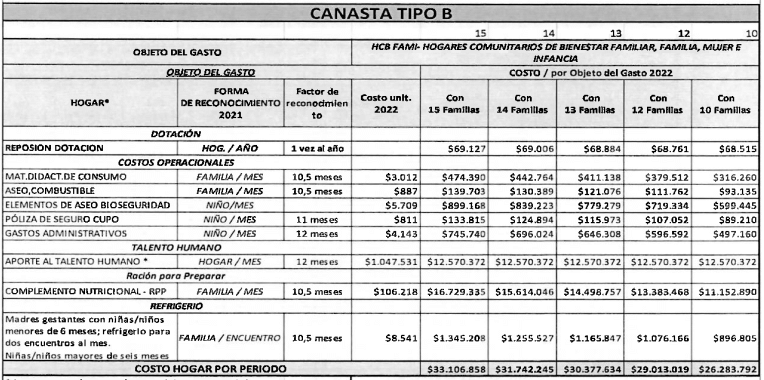 CANASTA TIPO B
15 14 13 12 10
OBJETO DEL GASTO HCB FAMI- HOGARES COMUNITARIOS DE BIENESTAR FAMILIAR, FAMILIA, MUJER E
INFANCIA
OBJETO DEL GASTO COSTO / por Objeto del Gasto 2022
HOGAR* FORMA DE RECONOCIMIENTO 2021 Factor de reconocimien to Costo unit. 2022 Con 15 Familias Con 14 Familias Con 13 Familias Con 12 Familias Con 10 Familias
DOTACIÓN
REPOSION DOTACION HOG. / AÑO 1 vez al año $69.127 $69.006 $68.884 $68.761 $68.515
COSTOS OPERACIONALES
MAT.DIDACT.DE CONSUMO FAMILIA / MES 10,5 meses $3.012 $474.390 $442.764 $411.138 $379.512 $316.260
ASEO,COMBUSTIBLE FAMILIA / MES 10,5 meses $887 $139.703 $130.389 $121.076 $111.762 $93.135
ELEMENTOS DE ASEO BIOSEGURIDAD NIÑO/MES $5.709 $899.168 $839.223 $779.279 $719.334 $599.445
PÓLIZA DE SEGURO CUPO NIÑO / MES 11 meses $811 $133.815 $124.894 $115.973 $107.052 $89.210
GASTOS ADMINISTRATIVOS NIÑO / MES 12 meses $4.143 $745.740 $696.024 $646.308 $596.592 $497.160
TALENTO HUMANO
APORTE AL TALENTO HUMANO * HOGAR / MES 12 meses $1.047.531 $12.570.372 $12.570.372 $12.570.372 $12.570.372 $12.570.372
Ración para Preparar
COMPLEMENTO NUTRICIONAL - RPP FAMILIA / MES 10,5 meses $106.218 $16.729.335 $15.614.046 $14.498.757 $13.383.468 $11.152.890
REFRIGERIO
Madres gestantes con niñas/niños
menores de 6 meses; refrigerio para
dos encuentros al mes. FAMILIA / ENCUENTRO 10,5 meses $8.541 $1.345.208 $1.255.527 $1.165.847 $1.076.166 $896.805
Niñas/niños mayores de seis meses
COSTO HOGAR POR PERIODO $33.106.858 $31.742.245 $30.377.634 $29.013.019 $26.283.792